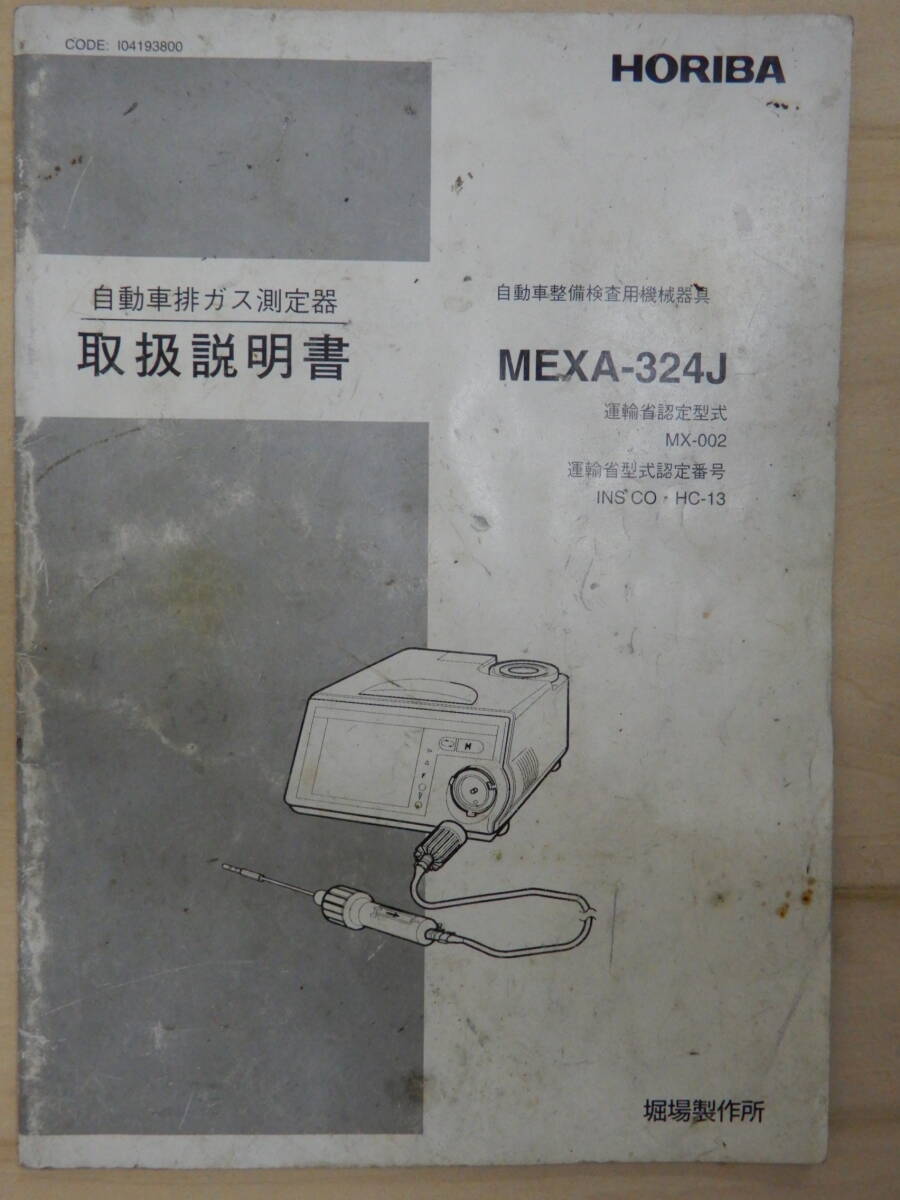 CODE: I04193800
HORIBA
自動車排ガス測定器
取扱説明書
自動車整備検査用機械器具
MEXA-324J
運輸省認定型式
MX-002
運輸省型式認定番号
INS CO・HC-13
堀場製作所